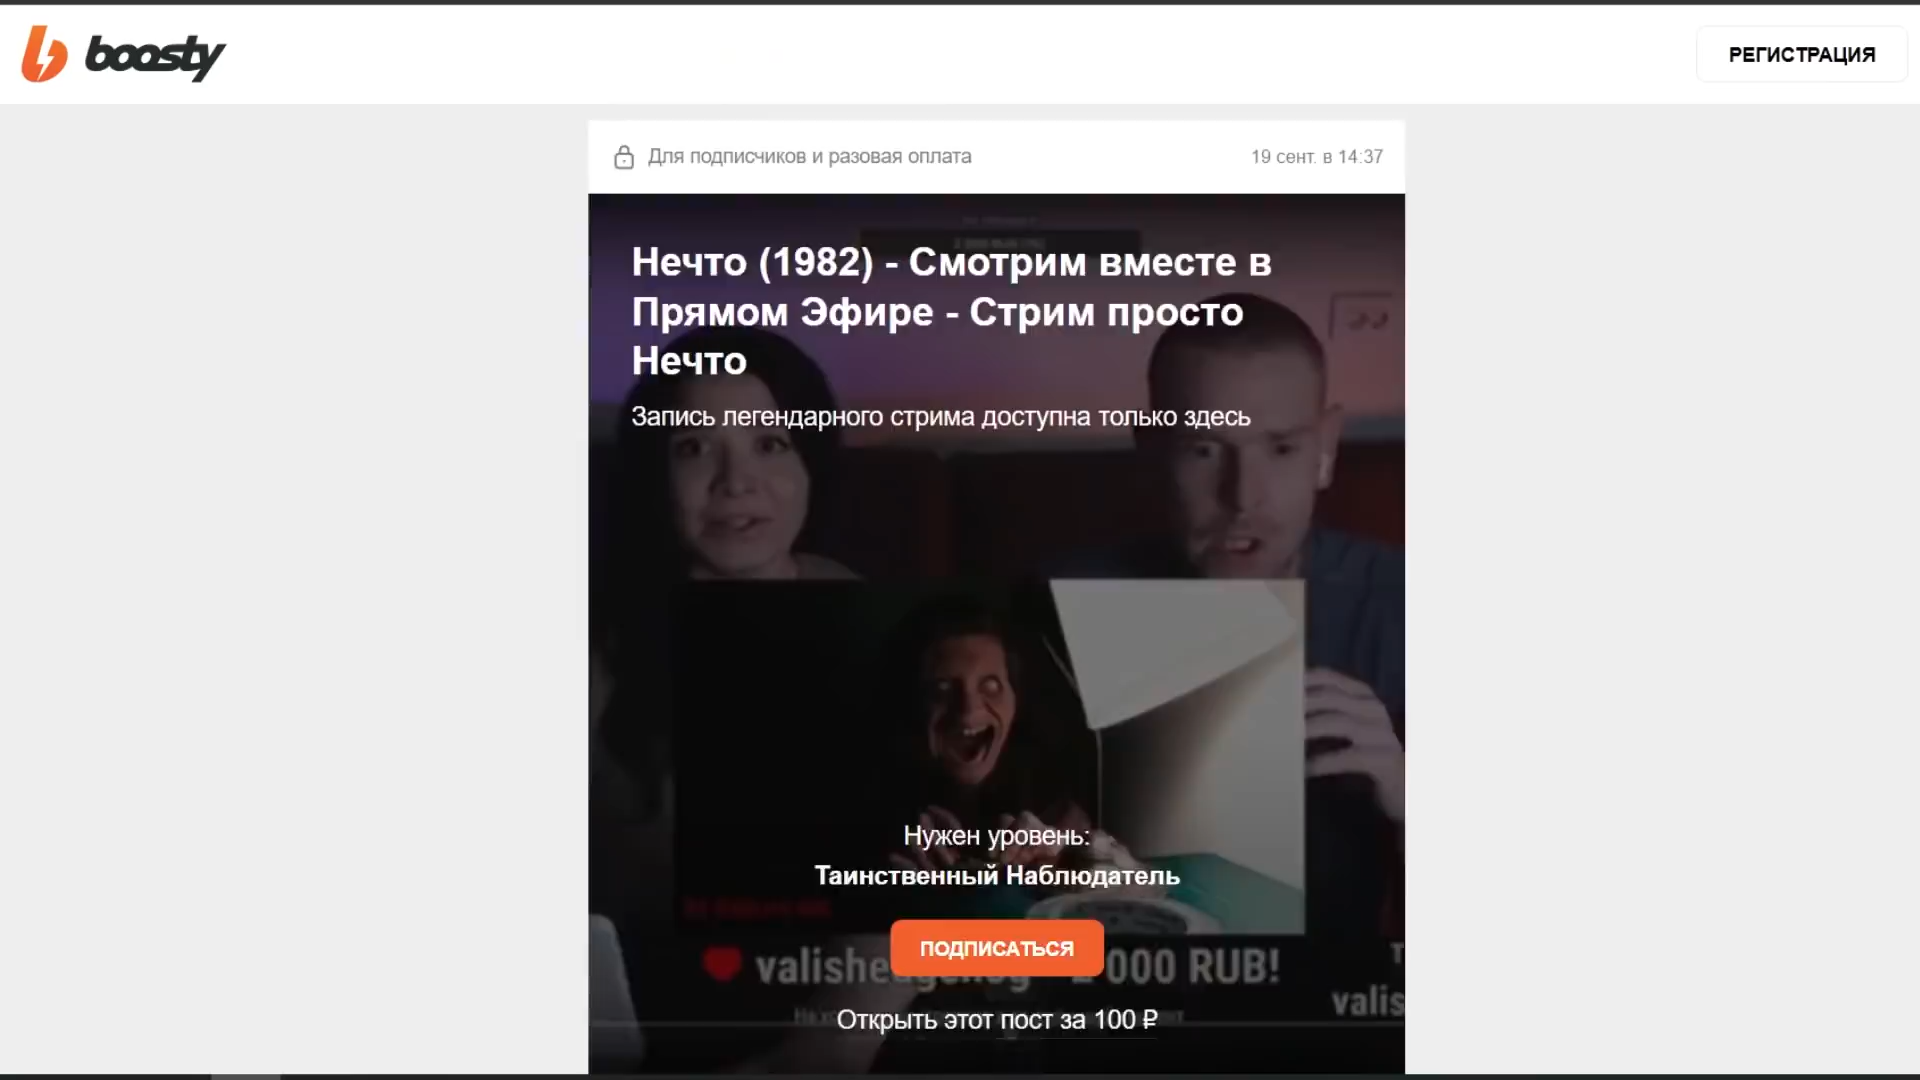 boosty
РЕГИСТРАЦИЯ
Для подписчиков и разовая оплата
19 сент. в 14:37
Нечто (1982) - Смотрим вместе в
Прямом Эфире - Стрим просто
Нечто
Запись легендарного стрима доступна только здесь
Нужен уровень:
Таинственный Наблюдатель
ПОДПИСАТЬСЯ
000 RUB!
Открыть этот пост за 100 ₽